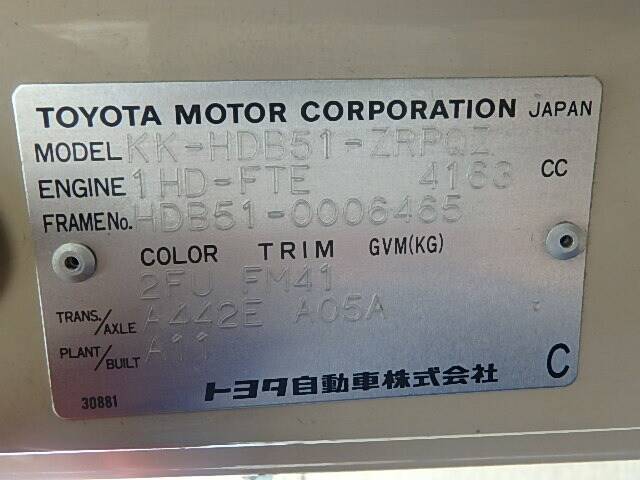 TOYOTA MOTOR CORPORATION JAPAN
MODEL KK-HDB51-ZRPQZ
ENGINE 1HD-FTE 4163 CC
FRAME No. HDB51-0006465
COLOR TRIM GVM(KG)
2FU FM41
TRANS./AXLE A442E A05A
PLANT/BUILT A11
トヨタ自動車株式会社 C
30881